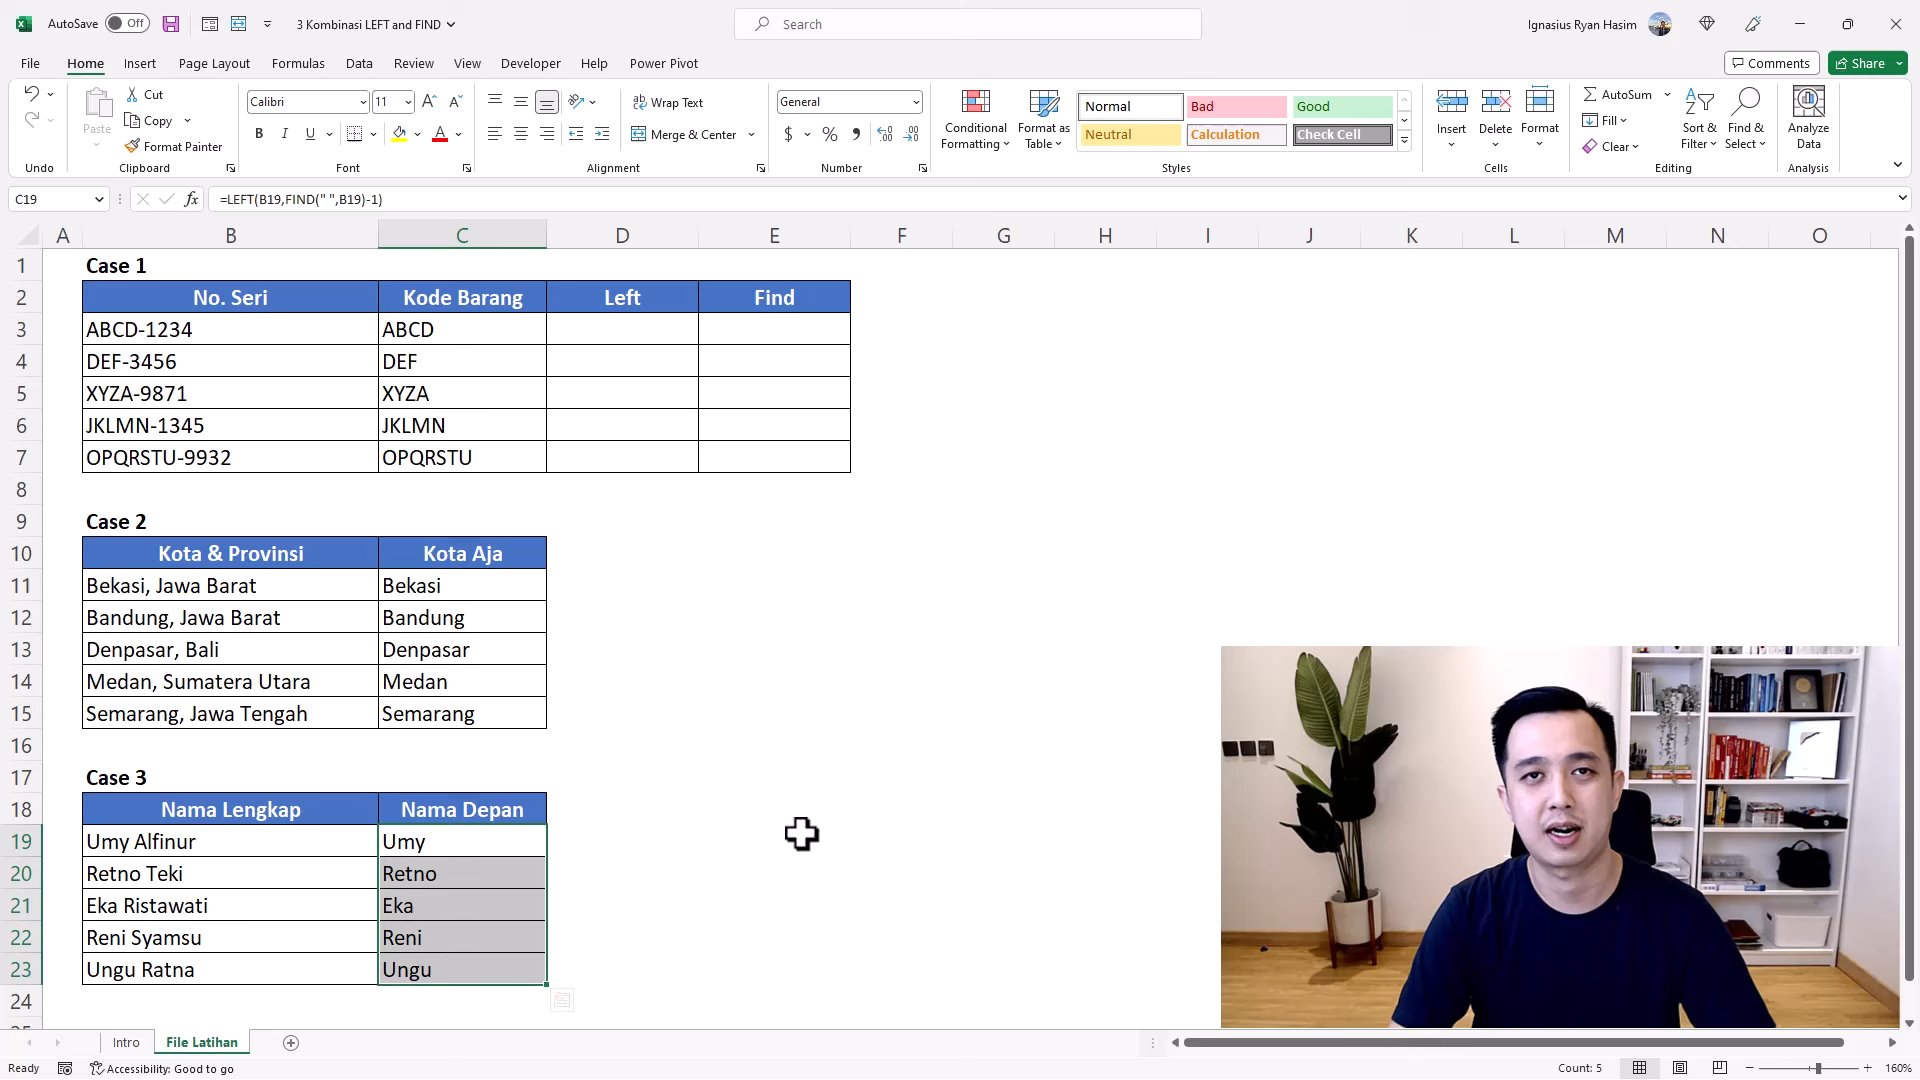 AutoSave Off 3 Kombinasi LEFT and FIND Search Ignasius Ryan Hasim
File Home Insert Page Layout Formulas Data Review View Developer Help Power Pivot Comments Share
Cut
Copy
Format Painter
Paste
Calibri 11
B I U A
Wrap Text
Merge & Center
General
$ %
Conditional Formatting
Format as Table
Normal Bad Good
Neutral Calculation Check Cell
Insert Delete Format
AutoSum
Fill
Clear
Sort & Filter
Find & Select
Analyze Data
Undo Clipboard Font Alignment Number Styles Cells Editing Analysis
C19 fx =LEFT(B19,FIND(" ",B19)-1)
A B C D E F G H I J K L M N O
1 Case 1
2 No. Seri Kode Barang Left Find
3 ABCD-1234 ABCD
4 DEF-3456 DEF
5 XYZA-9871 XYZA
6 JKLMN-1345 JKLMN
7 OPQRSTU-9932 OPQRSTU
8
9 Case 2
10 Kota & Provinsi Kota Aja
11 Bekasi, Jawa Barat Bekasi
12 Bandung, Jawa Barat Bandung
13 Denpasar, Bali Denpasar
14 Medan, Sumatera Utara Medan
15 Semarang, Jawa Tengah Semarang
16
17 Case 3
18 Nama Lengkap Nama Depan
19 Umy Alfinur Umy
20 Retno Teki Retno
21 Eka Ristawati Eka
22 Reni Syamsu Reni
23 Ungu Ratna Ungu
24
Intro File Latihan
Ready Accessibility: Good to go Count: 5 160%